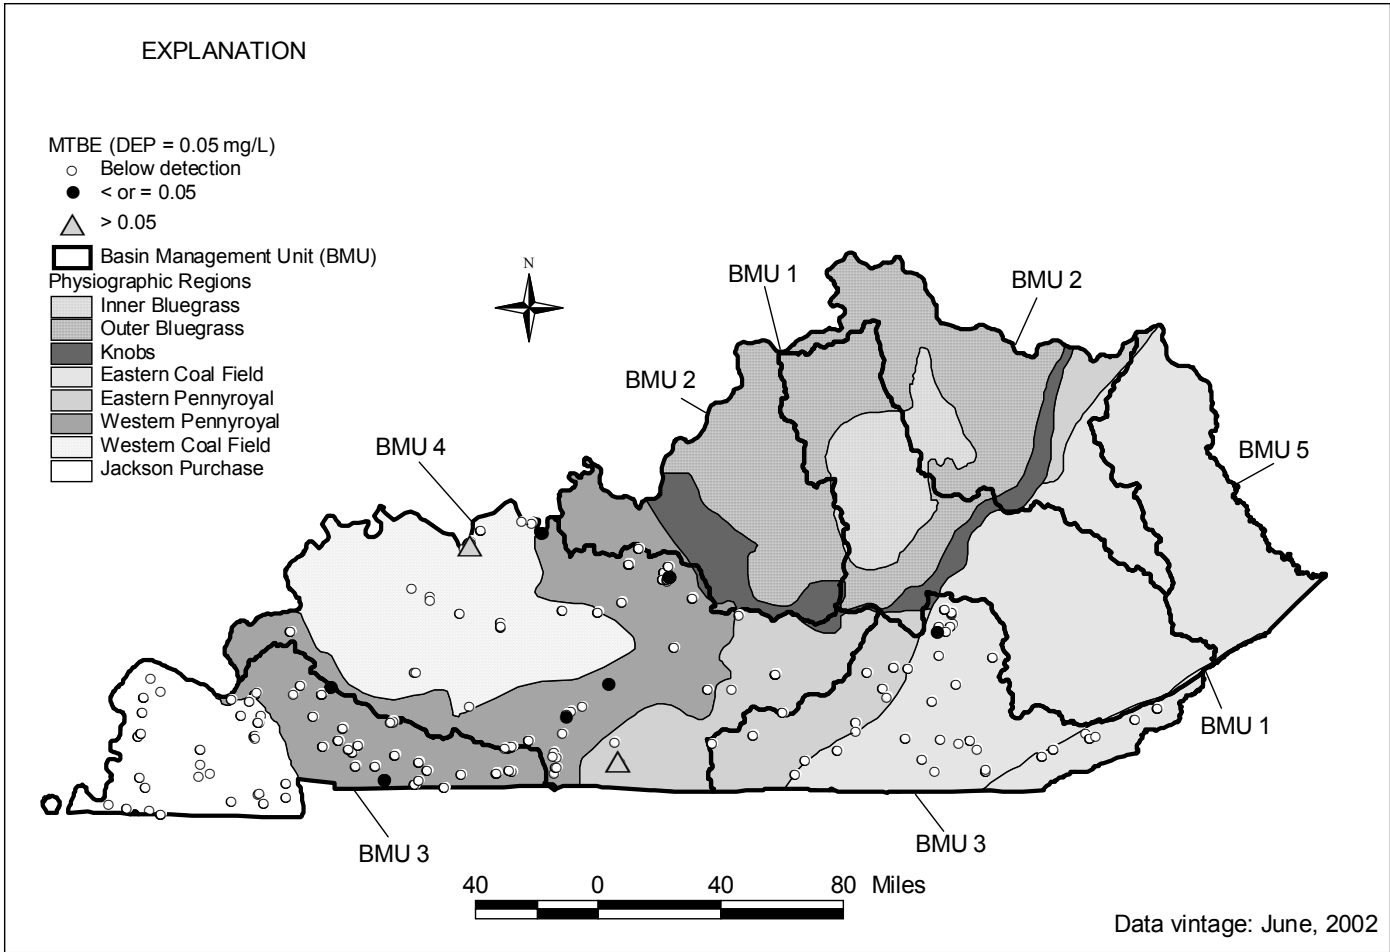 EXPLANATION
MTBE (DEP = 0.05 mg/L)
Below detection
< or = 0.05
> 0.05
Basin Management Unit (BMU)
Physiographic Regions
Inner Bluegrass
Outer Bluegrass
Knobs
Eastern Coal Field
Eastern Pennyroyal
Western Pennyroyal
Western Coal Field
Jackson Purchase
N
BMU 1
BMU 2
BMU 2
BMU 4
BMU 5
BMU 1
BMU 3
BMU 3
40 0 40 80 Miles
Data vintage: June, 2002